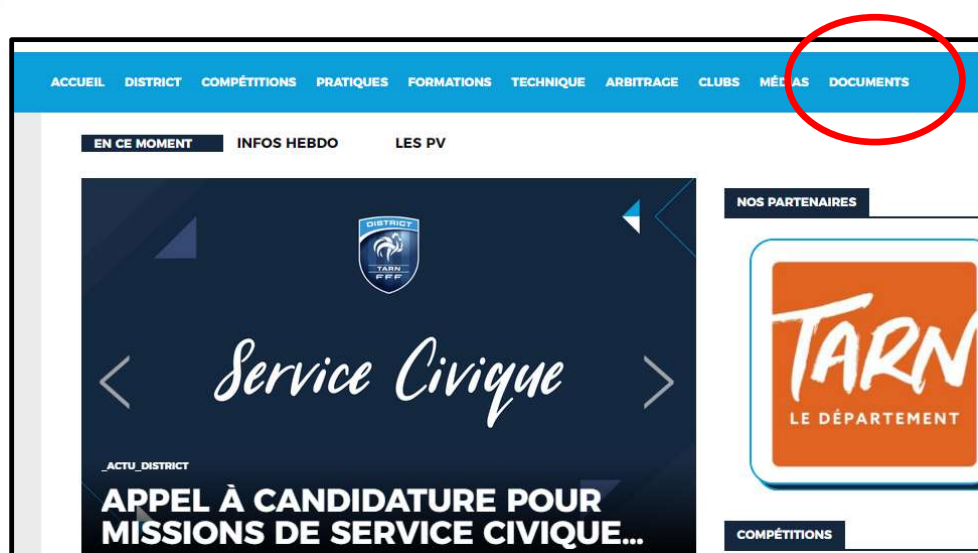 ACCUEIL DISTRICT COMPÉTITIONS PRATIQUES FORMATIONS TECHNIQUE ARBITRAGE CLUBS MÉDIAS DOCUMENTS
EN CE MOMENT INFOS HEBDO LES PV
DISTRICT
TARN
FFF
Service Civique
_ACTU_DISTRICT
APPEL À CANDIDATURE POUR
MISSIONS DE SERVICE CIVIQUE...
NOS PARTENAIRES
TARN
LE DÉPARTEMENT
COMPÉTITIONS